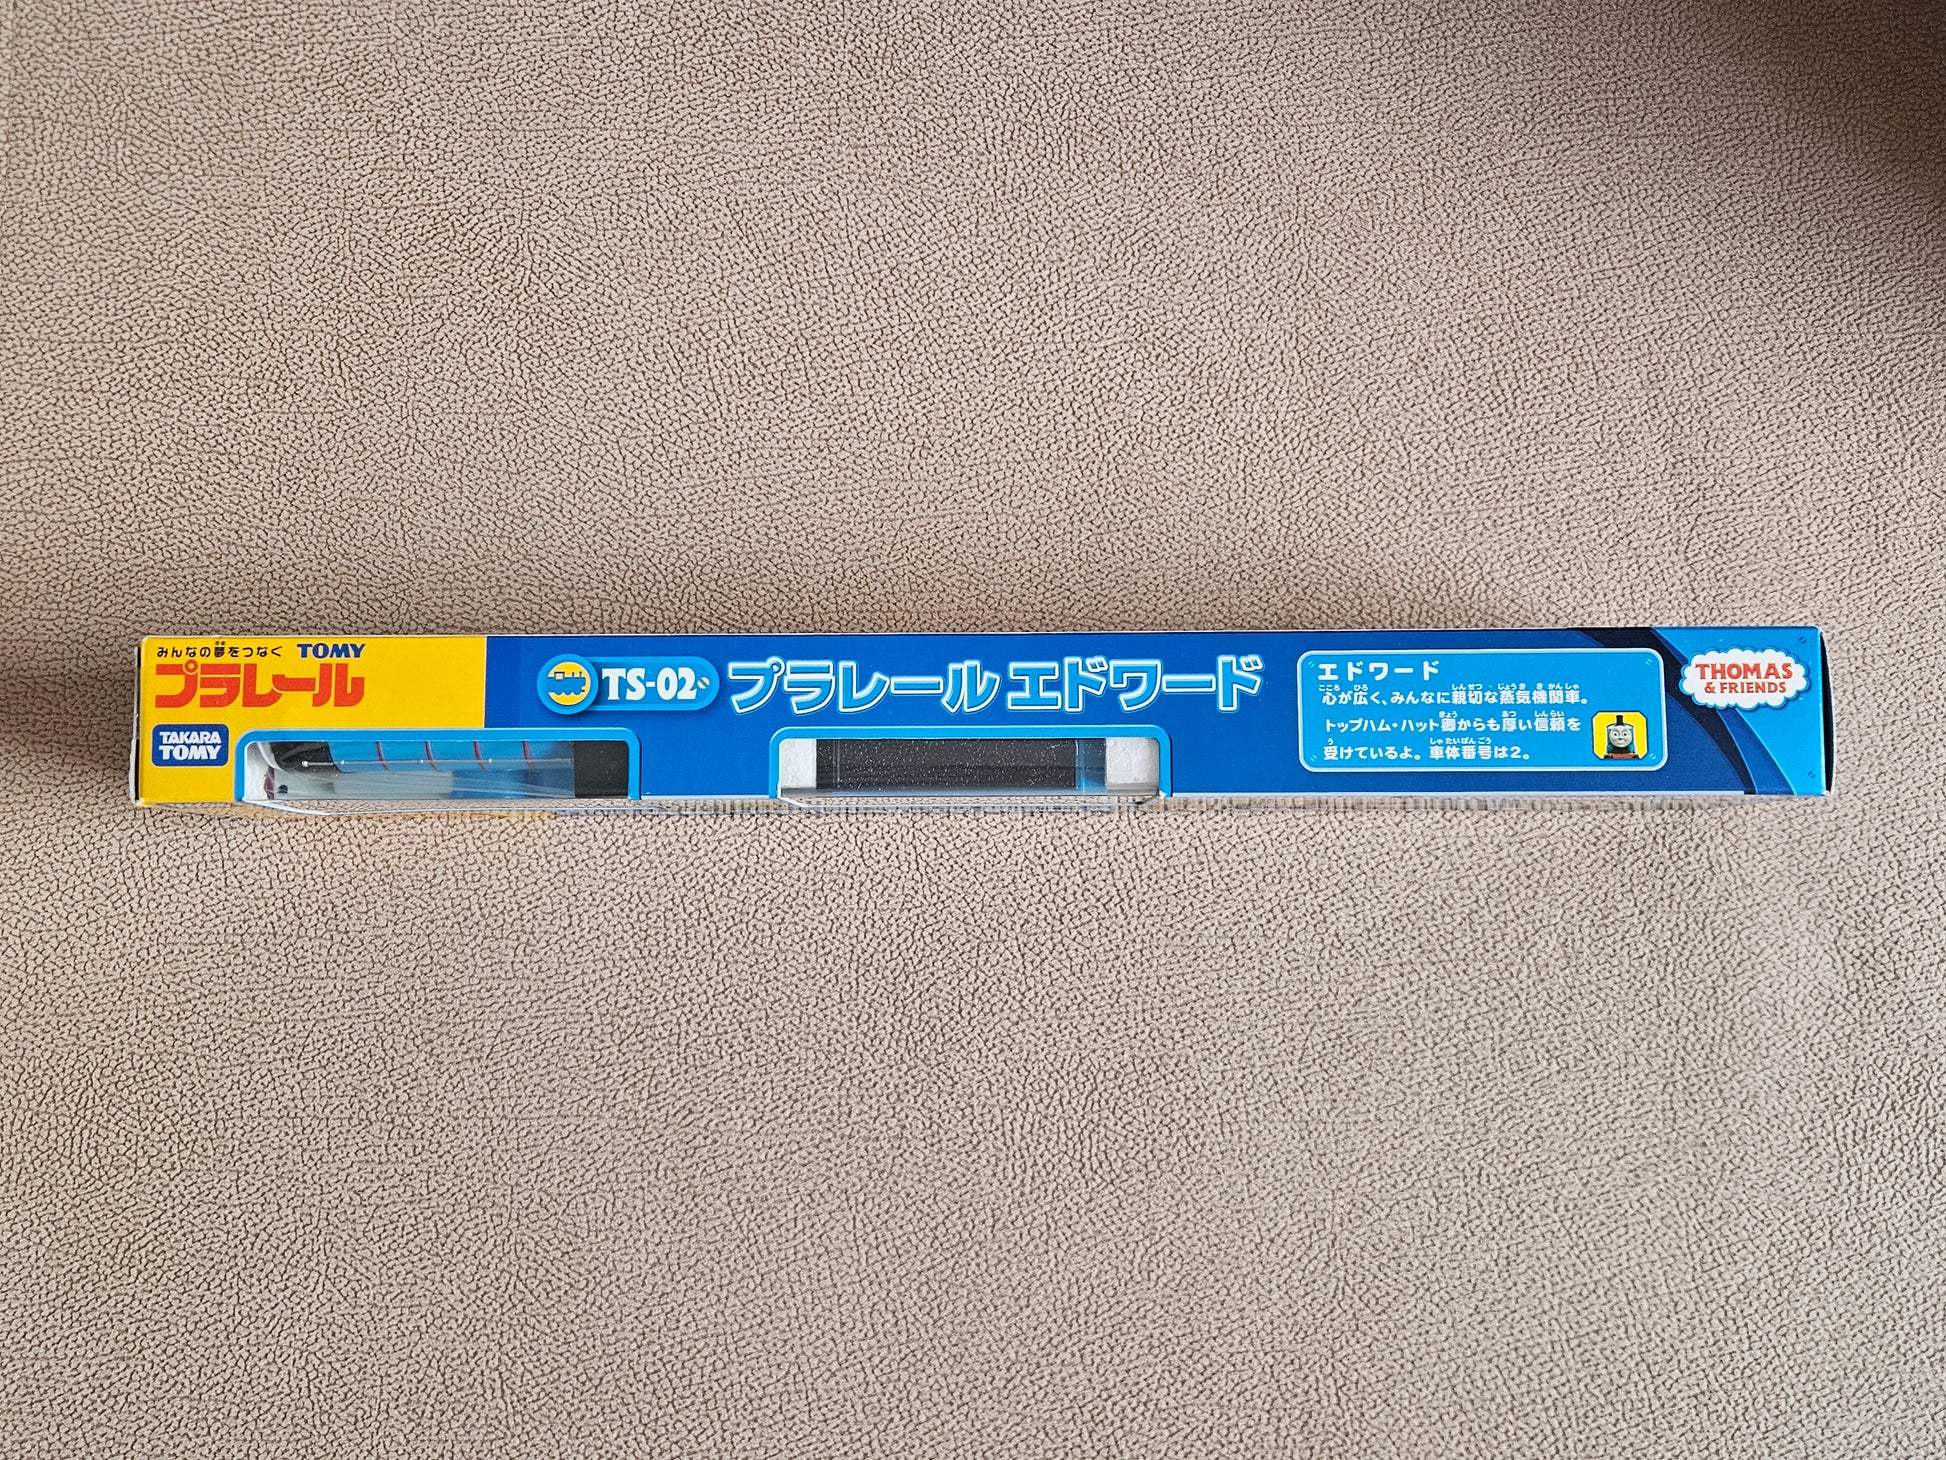 みんなの夢をつなぐ TOMY
プラレール
TAKARA
TOMY
TS-02
プラレール エドワード
エドワード
心が広く、みんなに親切な蒸気機関車。
トップハム・ハット卿からも厚い信頼を
受けているよ。車体番号は2。
THOMAS
& FRIENDS